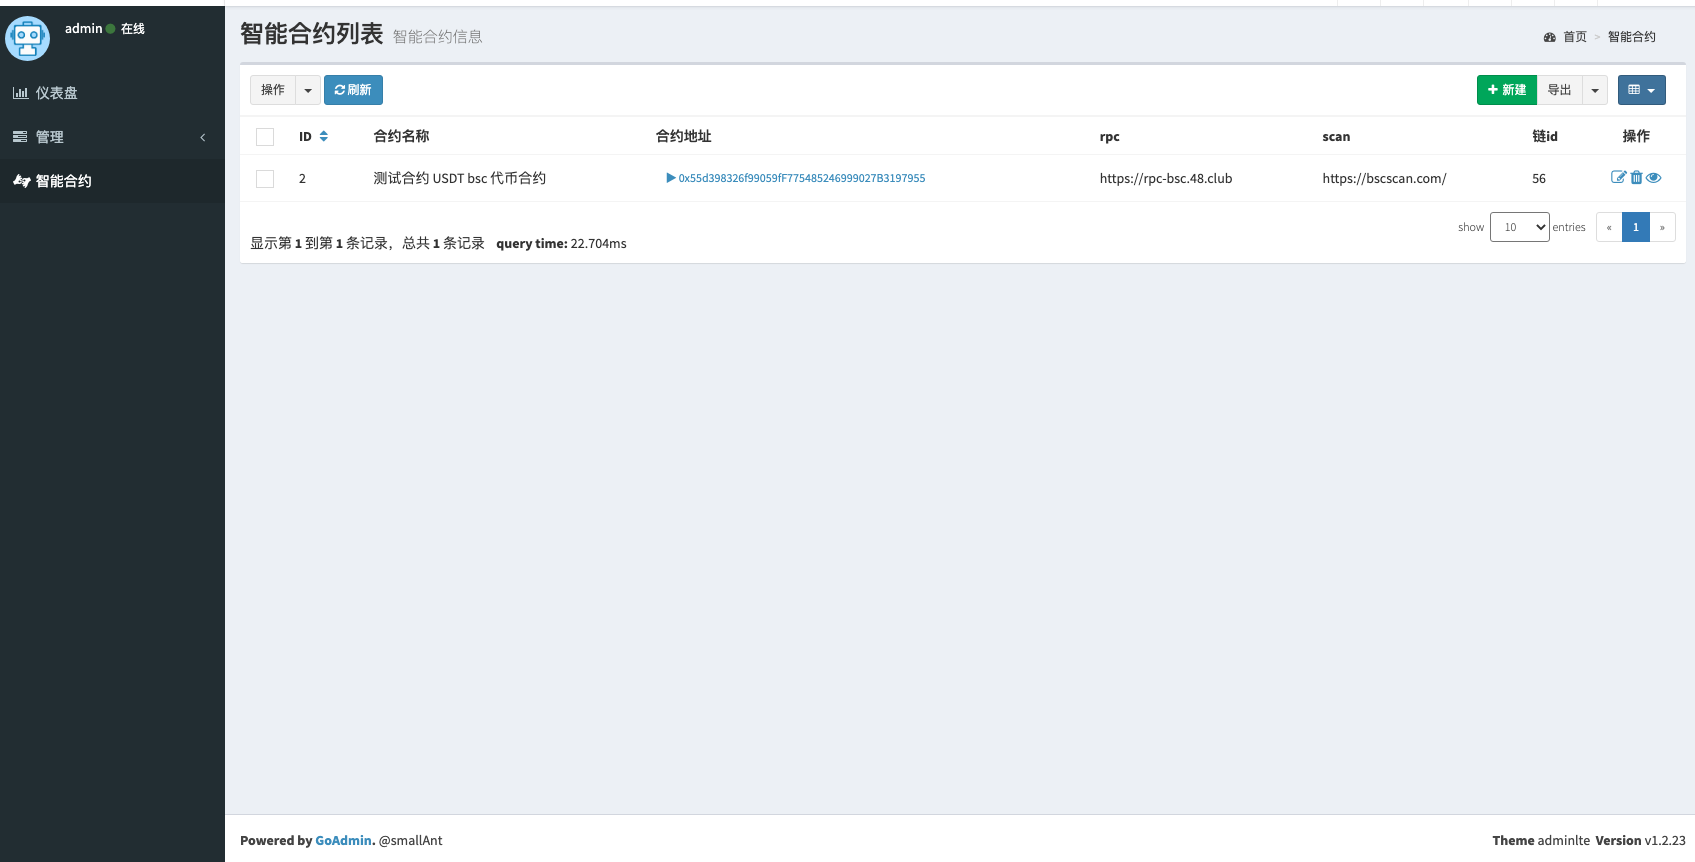 admin 在线
仪表盘
管理
智能合约
智能合约列表 智能合约信息
首页 > 智能合约
操作 刷新 新建 导出
ID 合约名称 合约地址 rpc scan 链id 操作
2 测试合约 USDT bsc 代币合约 0x55d398326f99059fF775485246999027B3197955 https://rpc-bsc.48.club https://bscscan.com/ 56
show 10 entries « 1 »
显示第 1 到第 1 条记录，总共 1 条记录 query time: 22.704ms
Powered by GoAdmin. @smallAnt
Theme adminlte Version v1.2.23